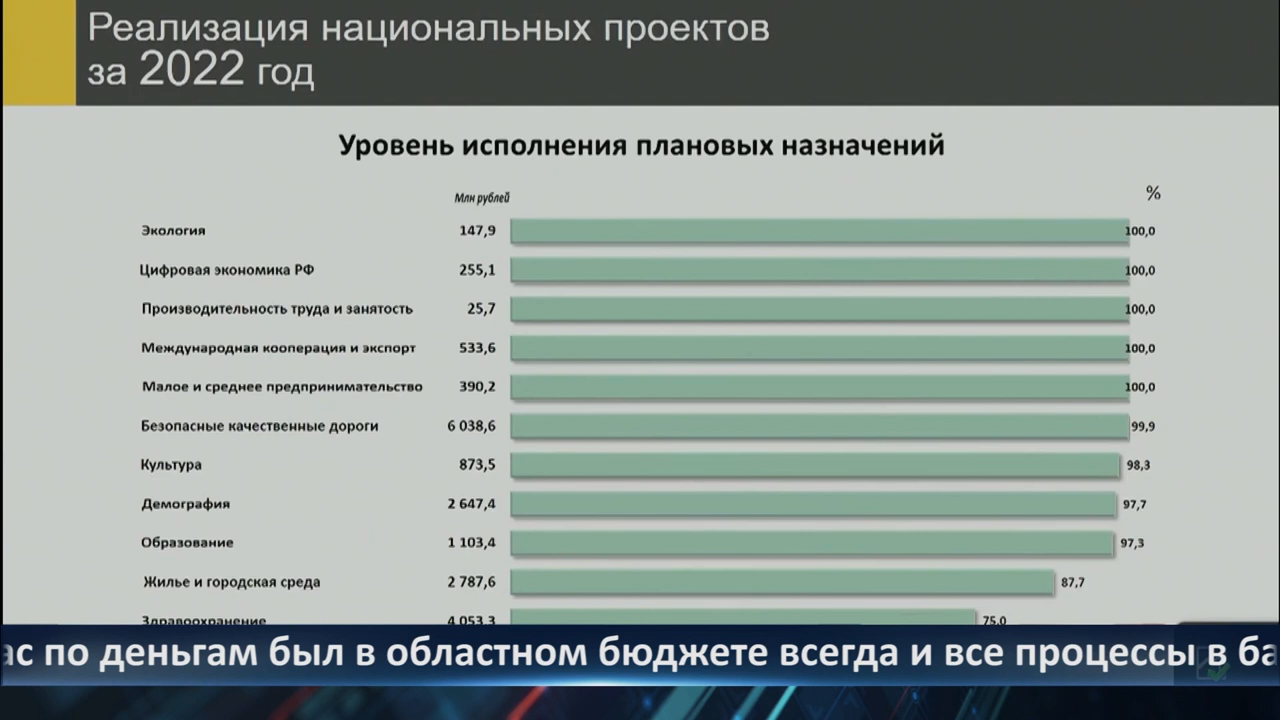 Реализация национальных проектов
за 2022 год
Уровень исполнения плановых назначений
Млн рублей %
Экология 147,9 100,0
Цифровая экономика РФ 255,1 100,0
Производительность труда и занятость 25,7 100,0
Международная кооперация и экспорт 533,6 100,0
Малое и среднее предпринимательство 390,2 100,0
Безопасные качественные дороги 6 038,6 99,9
Культура 873,5 98,3
Демография 2 647,4 97,7
Образование 1 103,4 97,3
Жилье и городская среда 2 787,6 87,7
Здравоохранение 4 053,3 75,0
ас по деньгам был в областном бюджете всегда и все процессы в ба